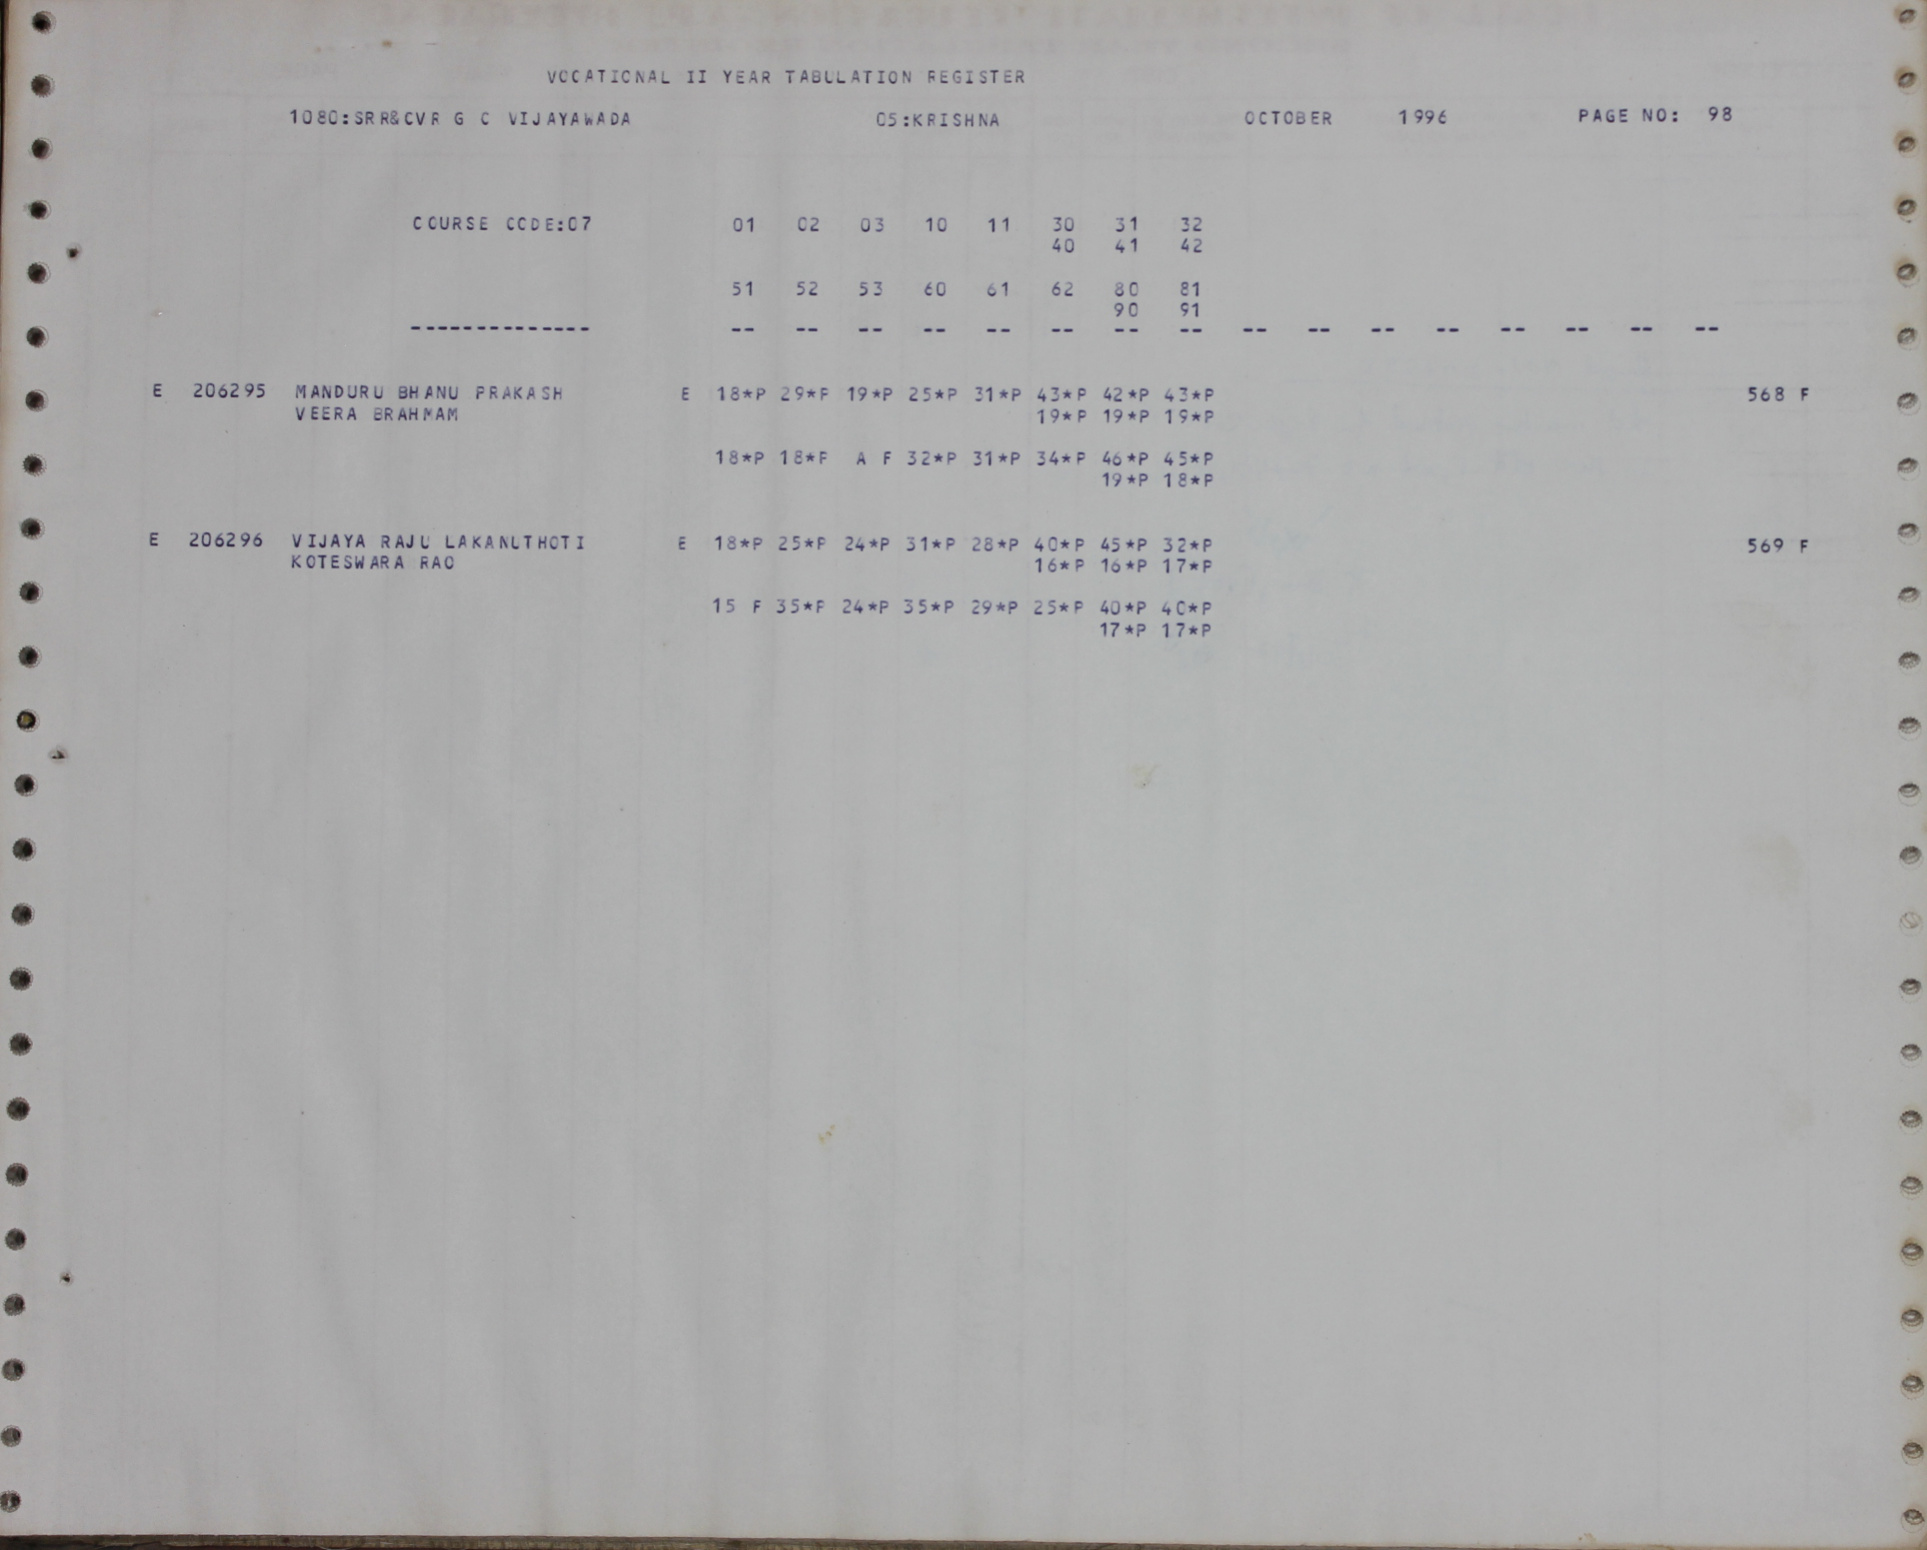 VOCATIONAL II YEAR TABULATION REGISTER
1080:SRR&CVR G C VIJAYAWADA 05:KRISHNA OCTOBER 1996 PAGE NO: 98
COURSE CODE:07 01 02 03 10 11 30 31 32
40 41 42
51 52 53 60 61 62 80 81
90 91
-------------- -- -- -- -- -- -- -- -- -- -- -- -- -- -- -- --
E 206295 MANDURU BHANU PRAKASH E 18*P 29*P 19*P 25*P 31*P 43*P 42*P 43*P 568 F
VEERA BRAHMAM 19*P 19*P 19*P
18*P 18*P A F 32*P 31*P 34*P 46*P 45*P
19*P 18*P
E 206296 VIJAYA RAJU LAKANUTHOTI E 18*P 25*P 24*P 31*P 28*P 40*P 45*P 32*P 569 F
KOTESWARA RAO 16*P 16*P 17*P
15 F 35*P 24*P 35*P 29*P 25*P 40*P 40*P
17*P 17*P